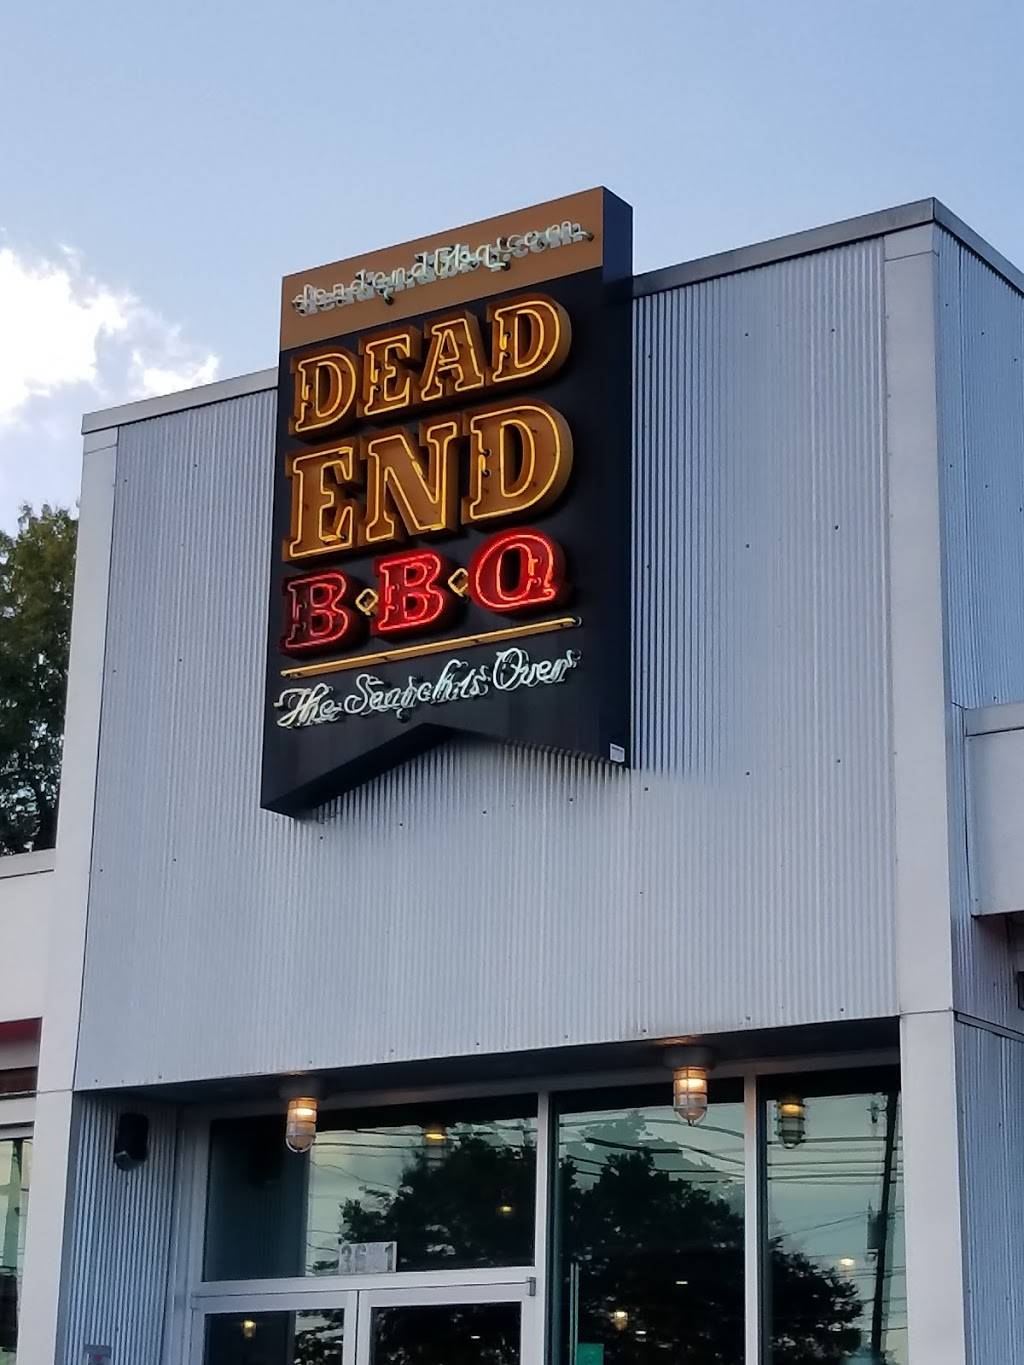 deadendbbq.com
DEAD
END
B·B·Q
The Search Is Over